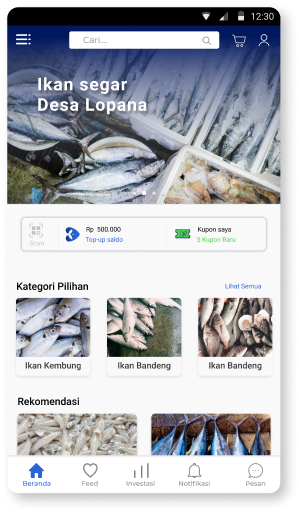 12:30
Cari...
Ikan segar
Desa Lopana
Scan
Rp 500.000
Top-up saldo
Kupon saya
5 Kupon Baru
Kategori Pilihan
Lihat Semua
Ikan Kembung
Ikan Bandeng
Ikan Bandeng
Rekomendasi
Beranda
Feed
Investasi
Notifikasi
Pesan